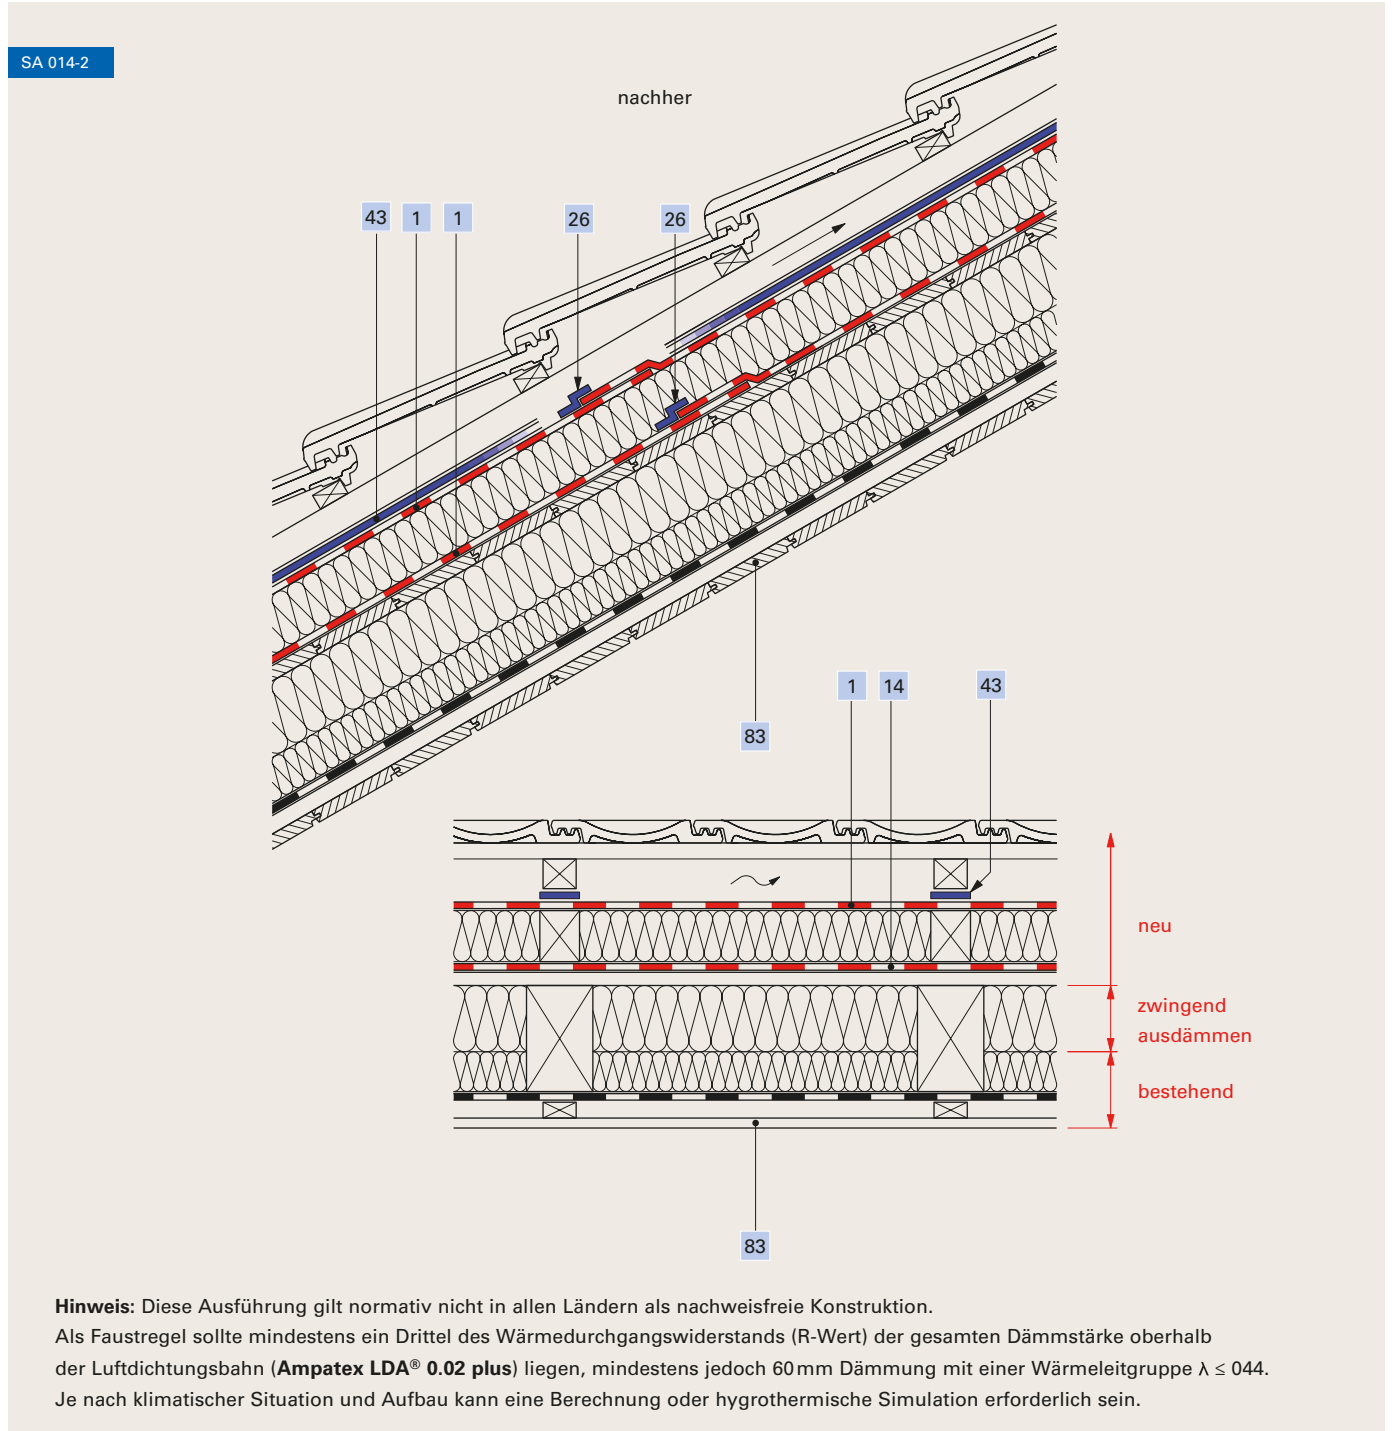 SA 014-2
nachher
43 1 1 26 26
1 14 43
83
neu
zwingend
ausdämmen
bestehend
83
Hinweis: Diese Ausführung gilt normativ nicht in allen Ländern als nachweisfreie Konstruktion.
Als Faustregel sollte mindestens ein Drittel des Wärmedurchgangswiderstands (R-Wert) der gesamten Dämmstärke oberhalb
der Luftdichtungsbahn (Ampatex LDA® 0.02 plus) liegen, mindestens jedoch 60 mm Dämmung mit einer Wärmeleitgruppe λ ≤ 044.
Je nach klimatischer Situation und Aufbau kann eine Berechnung oder hygrothermische Simulation erforderlich sein.